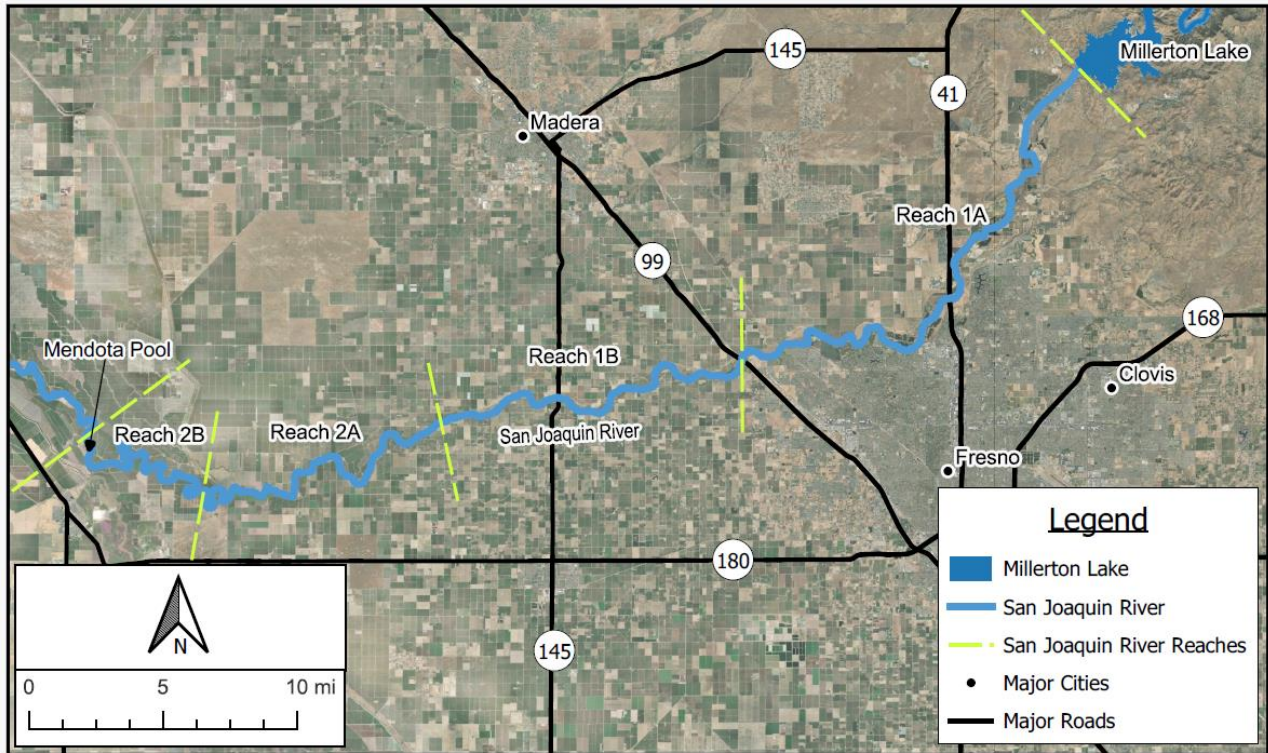 Millerton Lake
145
41
Madera
Reach 1A
99
168
Mendota Pool
Reach 1B
Clovis
Reach 2B
Reach 2A
San Joaquin River
Fresno
180
145
N
0 5 10 mi
Legend
Millerton Lake
San Joaquin River
San Joaquin River Reaches
Major Cities
Major Roads